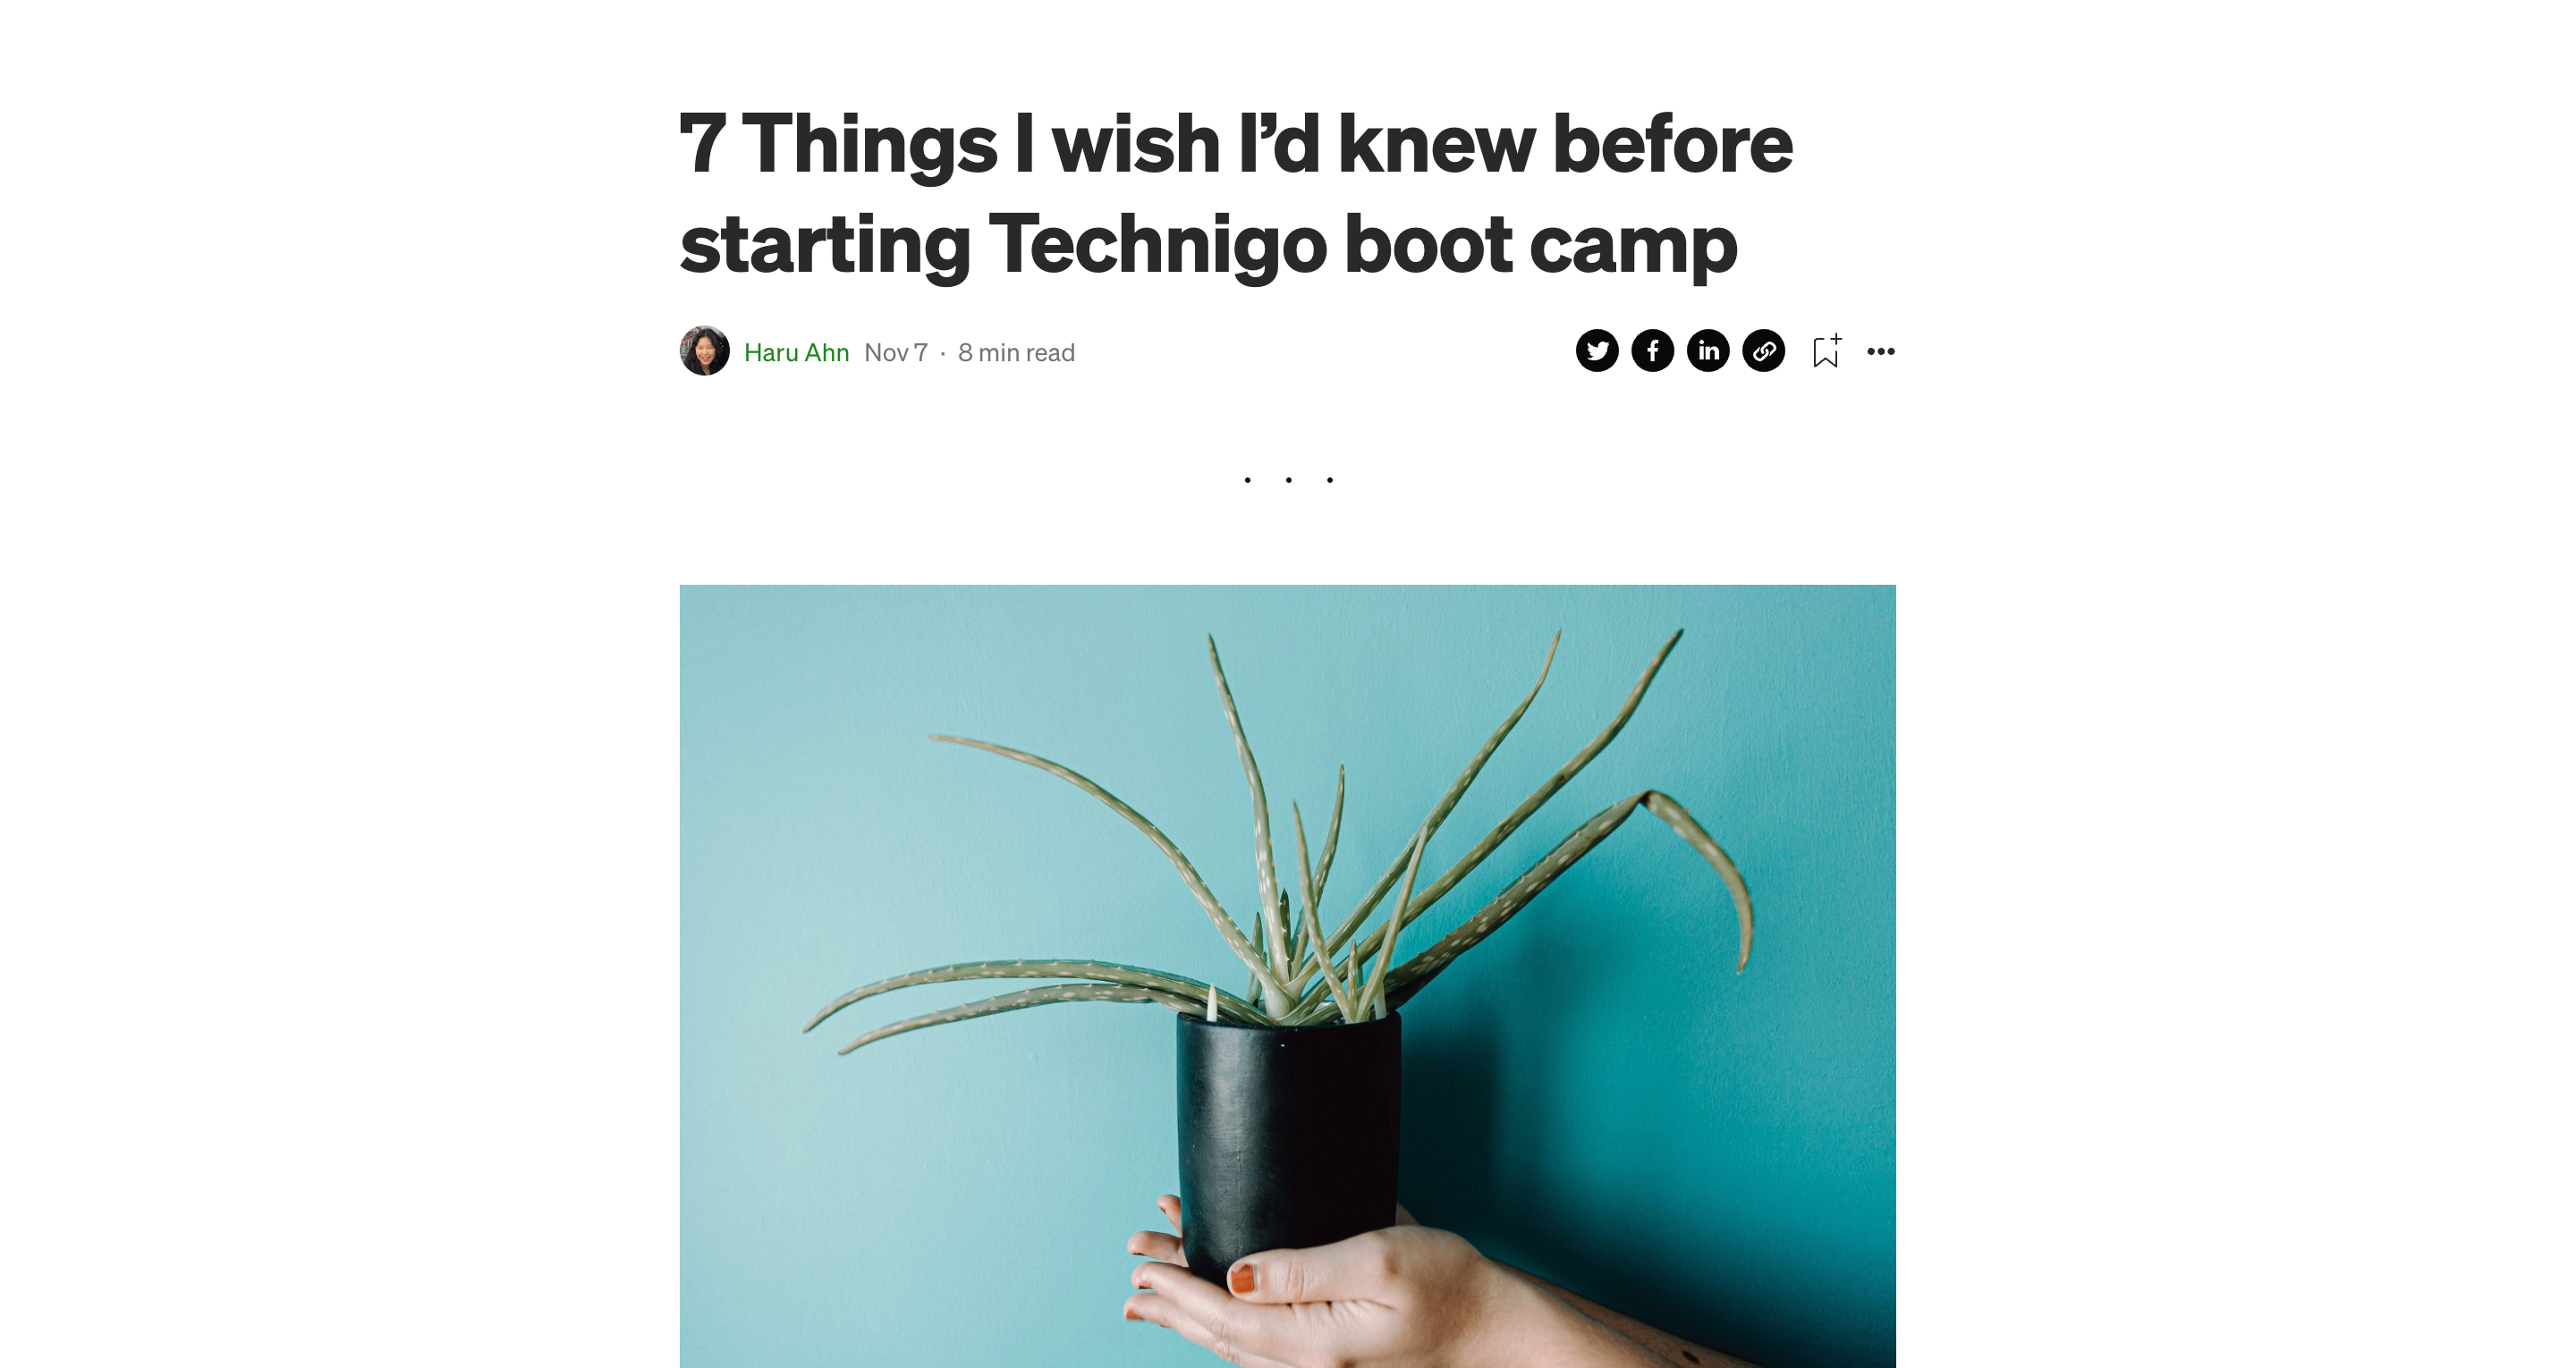 7 Things I wish I’d knew before
starting Technigo boot camp
Haru Ahn Nov 7 · 8 min read